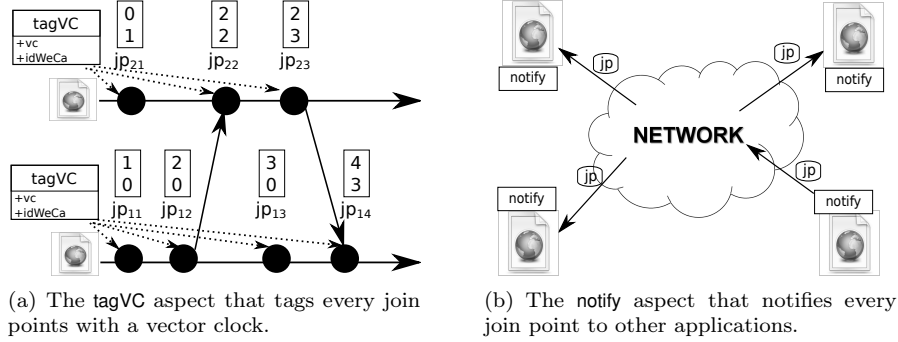 tagVC
+vc
+idWeCa
0
1
jp21
2
2
jp22
2
3
jp23
tagVC
+vc
+idWeCa
1
0
jp11
2
0
jp12
3
0
jp13
4
3
jp14
(a) The tagVC aspect that tags every join
points with a vector clock.
notify
notify
jp
jp
NETWORK
jp
jp
notify
notify
(b) The notify aspect that notifies every
join point to other applications.